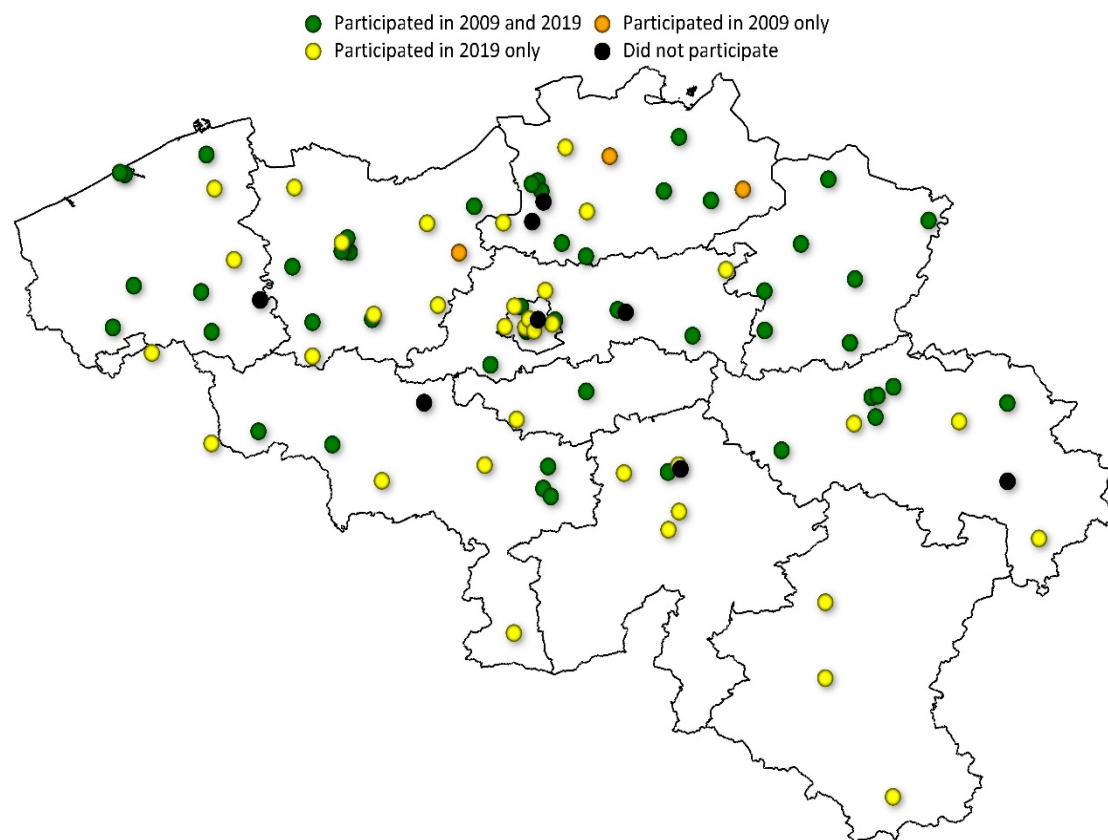 Participated in 2009 and 2019 Participated in 2009 only
Participated in 2019 only Did not participate